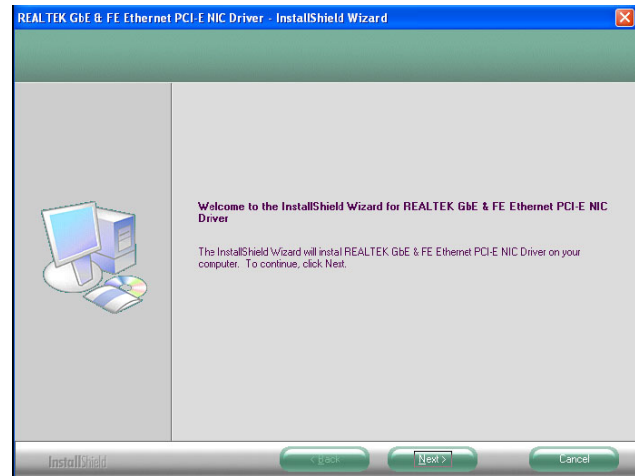 REALTEK GbE & FE Ethernet PCI-E NIC Driver - InstallShield Wizard
Welcome to the InstallShield Wizard for REALTEK GbE & FE Ethernet PCI-E NIC
Driver
The InstallShield Wizard will install REALTEK GbE & FE Ethernet PCI-E NIC Driver on your
computer. To continue, click Next.
InstallShield
< Back
Next >
Cancel